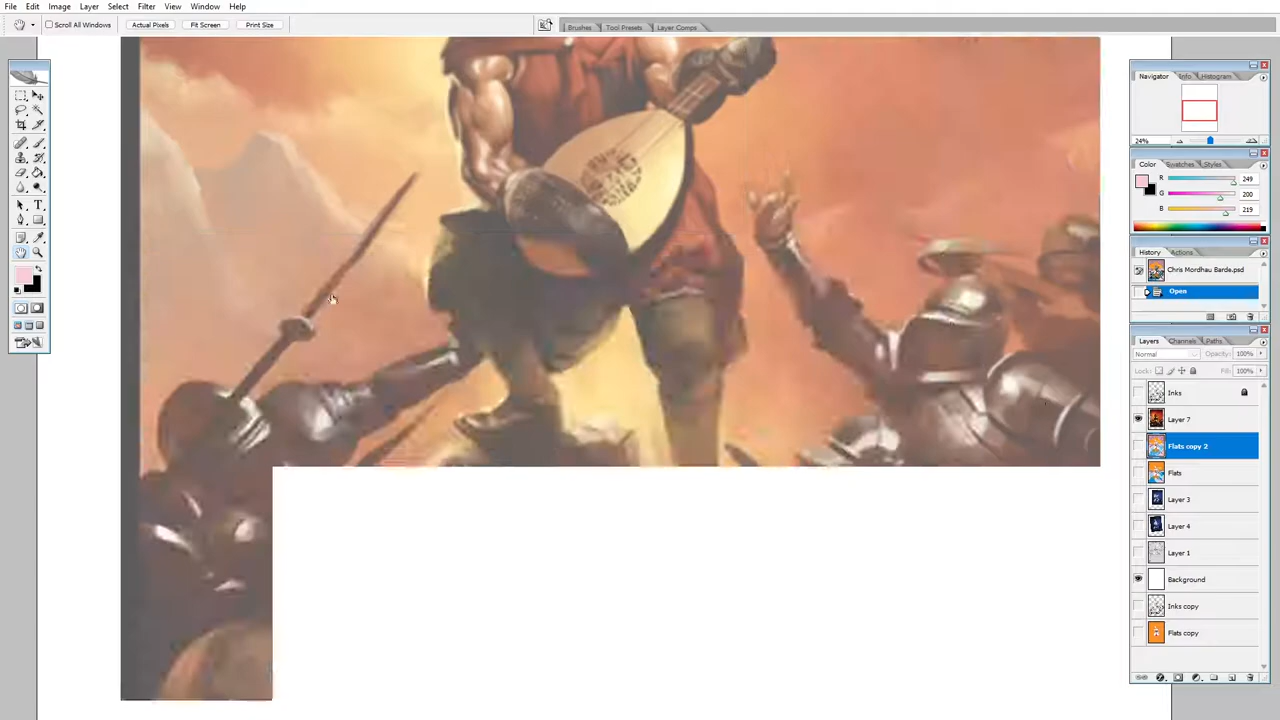 File Edit Image Layer Select Filter View Window Help
Scroll All Windows Actual Pixels Fit Screen Print Size Brushes Tool Presets Layer Comps
Navigator Info Histogram
24%
Color Swatches Styles
R 249
G 200
B 219
History Actions
Chris Mordhau Barde.psd
Open
Layers Channels Paths
Normal Opacity: 100%
Lock: Fill: 100%
Inks
Layer 7
Flats copy 2
Flats
Layer 3
Layer 4
Layer 1
Background
Inks copy
Flats copy